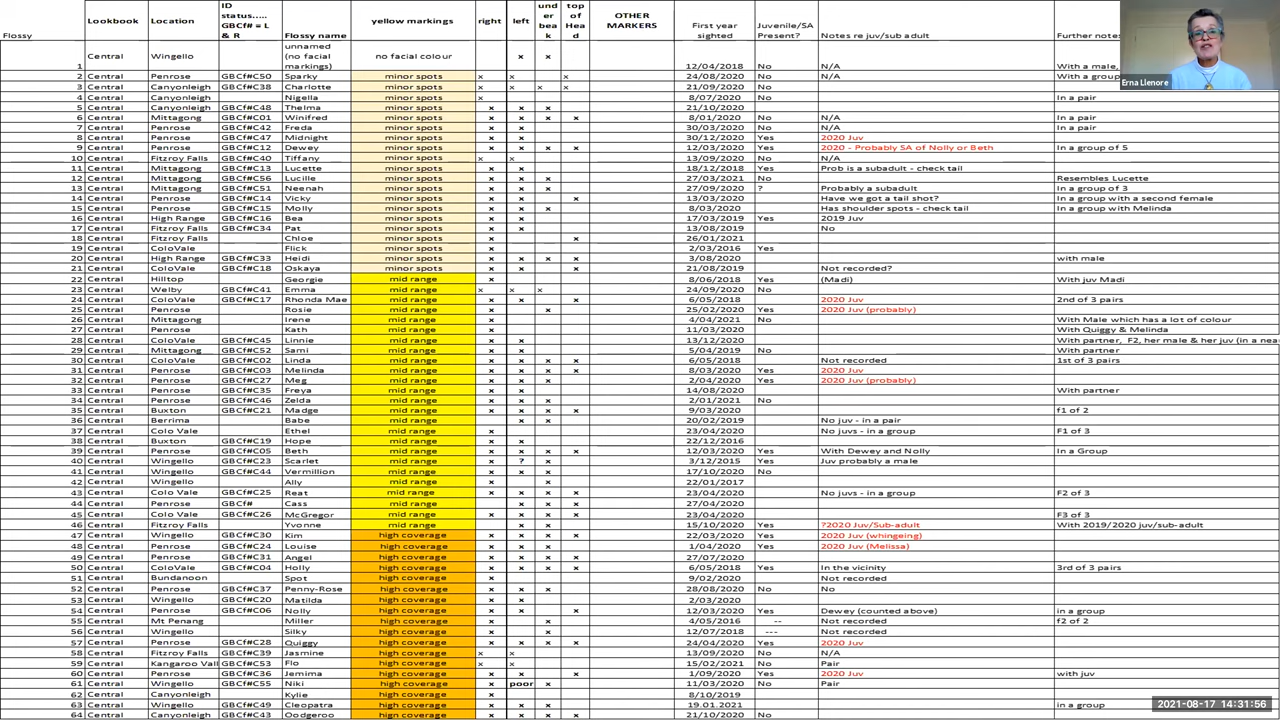 Flossy Lookbook Location ID status..... GBCf# = L & R Flossy name yellow markings right left und er bea k top of Hea d OTHER MARKERS First year sighted Juvenile/SA Present? Notes re juv/sub adult Further note
1 Central Wingello unnamed (no facial markings) no facial colour x x 12/04/2018 No N/A With a male,
2 Central Penrose GBCf#C50 Sparky minor spots x x x 24/08/2020 No N/A With a group
3 Central Canyonleigh GBCf#C38 Charlotte minor spots x x x x 21/09/2020 No
4 Central Canyonleigh Nigella minor spots x 8/07/2020 No In a pair
5 Central Canyonleigh GBCf#C48 Thelma minor spots x x x 21/10/2020
6 Central Mittagong GBCf#C01 Winifred minor spots x x x x 8/01/2020 No N/A In a pair
7 Central Penrose GBCf#C42 Freda minor spots x x 30/03/2020 No N/A In a pair
8 Central Penrose GBCf#C47 Midnight minor spots x x x 30/12/2020 Yes 2020 Juv
9 Central Penrose GBCf#C12 Dewey minor spots x x x x 12/03/2020 Yes 2020 - Probably SA of Nolly or Beth In a group of 5
10 Central Fitzroy Falls GBCf#C40 Tiffany minor spots x x 13/09/2020 No N/A
11 Central Mittagong GBCf#C13 Lucette minor spots x x 18/12/2018 Yes Prob is a subadult - check tail
12 Central Mittagong GBCf#C56 Lucille minor spots x x x 27/03/2021 No Resembles Lucette
13 Central Mittagong GBCf#C51 Neenah minor spots x x x 27/09/2020 ? Probably a subadult In a group of 3
14 Central Penrose GBCf#C14 Vicky minor spots x x x 13/03/2020 Have we got a tail shot? In a group with a second female
15 Central Penrose GBCf#C15 Molly minor spots x x x 8/03/2020 Has shoulder spots - check tail In a group with Melinda
16 Central High Range GBCf#C16 Bea minor spots x x 17/03/2019 Yes 2019 Juv
17 Central Fitzroy Falls GBCf#C34 Pat minor spots x x 13/08/2019 No
18 Central Fitzroy Falls Chloe minor spots x 26/01/2021
19 Central ColoVale Flick minor spots x 2/03/2016 Yes
20 Central High Range GBCf#C33 Heidi minor spots x x x x 3/08/2020 with male
21 Central ColoVale GBCf#C18 Oskaya minor spots x x x 21/08/2019 Not recorded?
22 Central Hilltop Georgie mid range x 8/06/2018 Yes (Madi) With juv Madi
23 Central Welby GBCf#C41 Emma mid range x x x 24/09/2020 No
24 Central ColoVale GBCf#C17 Rhonda Mae mid range x x x 6/05/2018 2020 Juv 2nd of 3 pairs
25 Central Penrose Rosie mid range x x 25/02/2020 Yes 2020 Juv (probably)
26 Central Mittagong Irene mid range x 4/04/2021 No With Male which has a lot of colour
27 Central Penrose Kath mid range x 11/03/2020 With Quiggy & Melinda
28 Central ColoVale GBCf#C45 Linnie mid range x x 13/12/2020 With partner, F2, her male & her juv (in a nea
29 Central Mittagong GBCf#C52 Sami mid range x x 5/04/2019 No With partner
30 Central ColoVale GBCf#C02 Linda mid range x x x x 6/05/2018 Not recorded 1st of 3 pairs
31 Central Penrose GBCf#C03 Melinda mid range x x x x 8/03/2020 Yes 2020 Juv
32 Central Penrose GBCf#C27 Meg mid range x x x 2/04/2020 Yes 2020 Juv (probably)
33 Central Penrose GBCf#C35 Freya mid range x x 14/08/2020 With partner
34 Central Penrose GBCf#C46 Zelda mid range x x x 2/01/2021 No
35 Central Buxton GBCf#C21 Madge mid range x x x x 9/03/2020 f1 of 2
36 Central Berrima Babe mid range x x 20/02/2019 No juv - in a pair
37 Central Colo Vale Ethel mid range x 23/04/2020 No juvs - in a group F1 of 3
38 Central Buxton GBCf#C19 Hope mid range x x 22/12/2016
39 Central Penrose GBCf#C05 Beth mid range x x x x 12/03/2020 Yes With Dewey and Nolly In a Group
40 Central Wingello GBCf#C23 Scarlet mid range x ? x 3/12/2015 Yes Juv probably a male
41 Central Wingello GBCf#C44 Vermillion mid range x x x 17/10/2020 No
42 Central Wingello Ally mid range x x 22/01/2017
43 Central Colo Vale GBCf#C25 Reat mid range x x x x 23/04/2020 No juvs - in a group F2 of 3
44 Central Penrose GBCf# Cass mid range x x x 27/04/2020
45 Central Colo Vale GBCf#C26 McGregor mid range x x x x 23/04/2020 F3 of 3
46 Central Fitzroy Falls Yvonne mid range x x 15/10/2020 Yes ?2020 Juv/Sub-adult With 2019/2020 juv/sub-adult
47 Central Wingello GBCf#C30 Kim high coverage x x x x 22/03/2020 Yes 2020 Juv (whingeing)
48 Central Penrose GBCf#C24 Louise high coverage x x x x 1/04/2020 Yes 2020 Juv (Melissa)
49 Central Penrose GBCf#C31 Angel high coverage x x x x 27/07/2020
50 Central ColoVale GBCf#C04 Holly high coverage x x x x 6/05/2018 Yes In the vicinity 3rd of 3 pairs
51 Central Bundanoon Spot high coverage x 9/02/2020 Not recorded
52 Central Penrose GBCf#C37 Penny-Rose high coverage x x x 28/08/2020 No No
53 Central Wingello GBCf#C20 Matilda high coverage x x 2/03/2020
54 Central Penrose GBCf#C06 Nolly high coverage x x x 12/03/2020 Yes Dewey (counted above) in a group
55 Central Mt Penang Miller high coverage x x 4/05/2016 -- Not recorded f2 of 2
56 Central Wingello Silky high coverage x x 12/07/2018 --- Not recorded
57 Central Penrose GBCf#C28 Quiggy high coverage x x x x 24/04/2020 Yes 2020 Juv
58 Central Fitzroy Falls GBCf#C39 Jasmine high coverage x x 13/09/2020 No N/A
59 Central Kangaroo Vall GBCf#C53 Flo high coverage x x 15/02/2021 No Pair
60 Central Penrose GBCf#C36 Jemima high coverage x x x 1/09/2020 Yes 2020 Juv with juv
61 Central Wingello GBCf#C55 Niki high coverage x poor x 11/03/2020 No Pair
62 Central Canyonleigh Kylie high coverage x x 8/10/2019
63 Central Wingello GBCf#C49 Cleopatra high coverage x x x 19.01.2021 in a group
64 Central Canyonleigh GBCf#C43 Oodgeroo high coverage x x x x 21/10/2020 No
Erna Llenore
2021-08-17 14:31:56